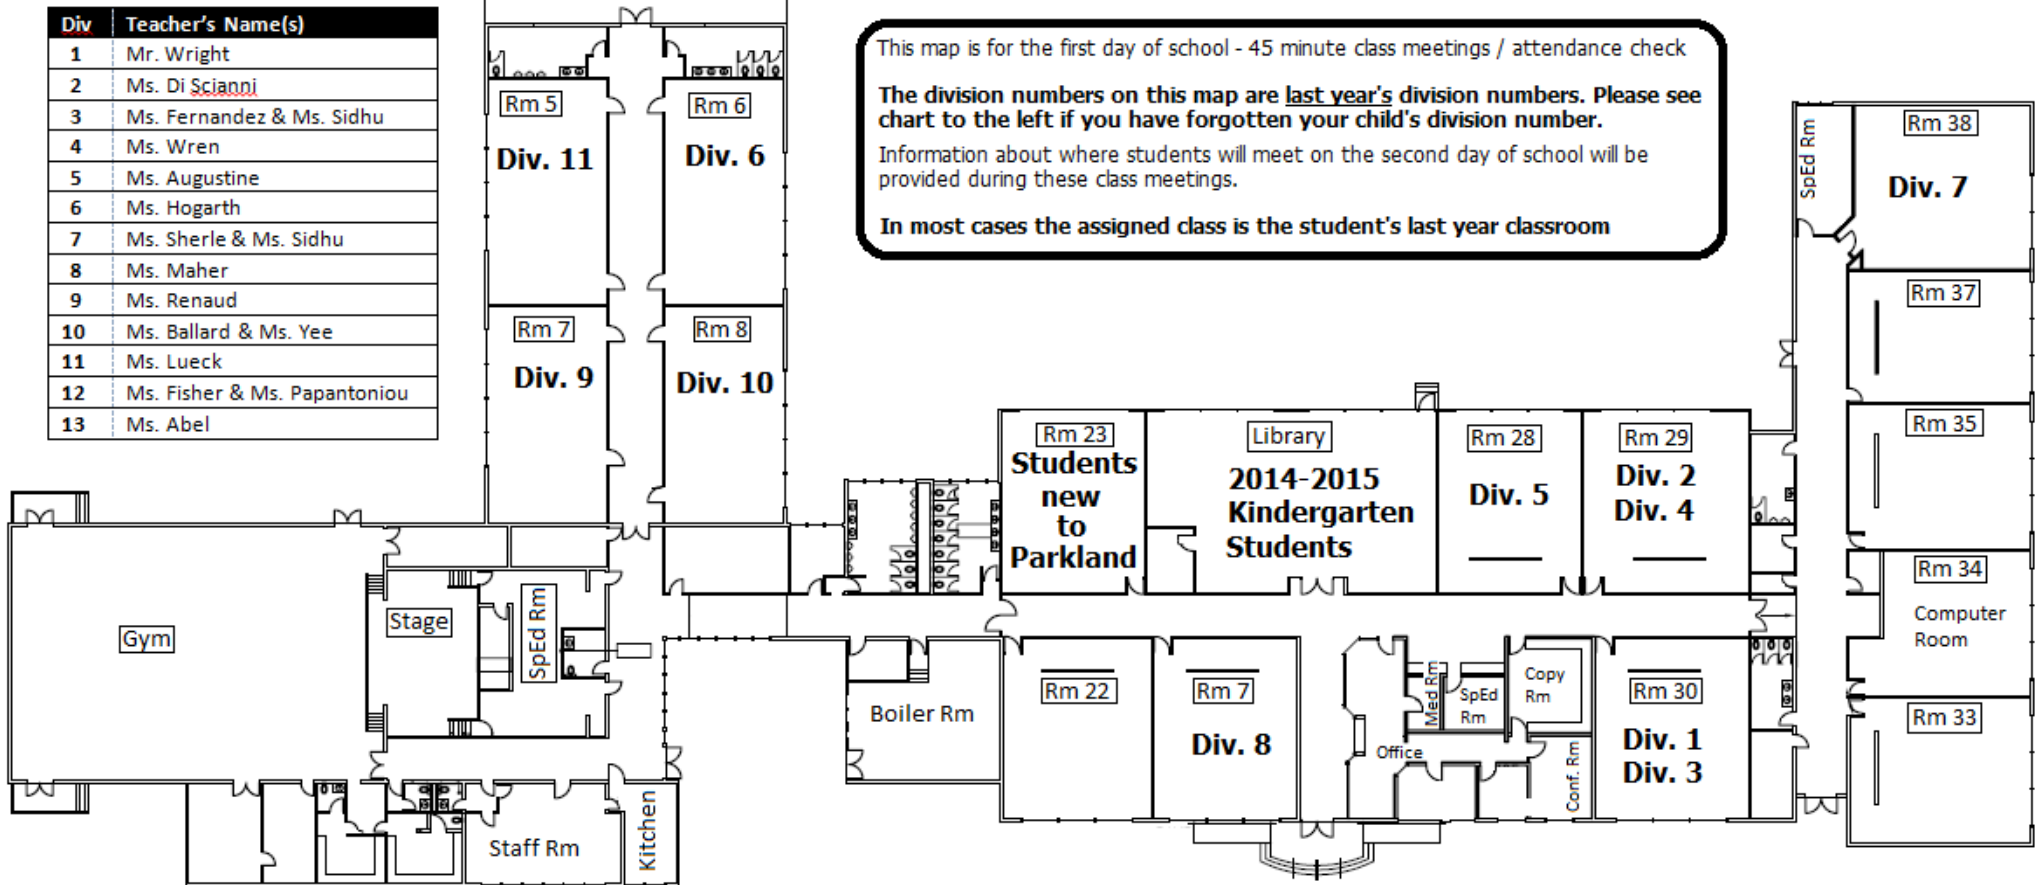 Div Teacher's Name(s)
1 Mr. Wright
2 Ms. Di Scianni
3 Ms. Fernandez & Ms. Sidhu
4 Ms. Wren
5 Ms. Augustine
6 Ms. Hogarth
7 Ms. Sherle & Ms. Sidhu
8 Ms. Maher
9 Ms. Renaud
10 Ms. Ballard & Ms. Yee
11 Ms. Lueck
12 Ms. Fisher & Ms. Papantoniou
13 Ms. Abel
This map is for the first day of school - 45 minute class meetings / attendance check
The division numbers on this map are last year's division numbers. Please see
chart to the left if you have forgotten your child's division number.
Information about where students will meet on the second day of school will be
provided during these class meetings.
In most cases the assigned class is the student's last year classroom
Rm 5
Div. 11
Rm 6
Div. 6
Rm 7
Div. 9
Rm 8
Div. 10
SpEd Rm
Rm 38
Div. 7
Rm 37
Rm 35
Rm 34
Computer
Room
Rm 33
Rm 23
Students
new
to
Parkland
Library
2014-2015
Kindergarten
Students
Rm 28
Div. 5
Rm 29
Div. 2
Div. 4
Gym
Stage
SpEd Rm
Boiler Rm
Rm 22
Rm 7
Div. 8
Office
Med Rm
SpEd
Rm
Copy
Rm
Conf. Rm
Rm 30
Div. 1
Div. 3
Staff Rm
Kitchen